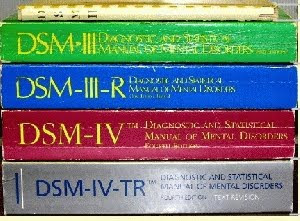 DSM-III DIAGNOSTIC AND STATISTICAL
MANUAL OF MENTAL DISORDERS
DSM-III-R DIAGNOSTIC AND STATISTICAL
MANUAL OF MENTAL DISORDERS
DSM-IV™ DIAGNOSTIC AND STATISTICAL
MANUAL OF MENTAL DISORDERS
FOURTH EDITION
DSM-IV-TR™ DIAGNOSTIC AND STATISTICAL
MANUAL OF MENTAL DISORDERS
FOURTH EDITION TEXT REVISION